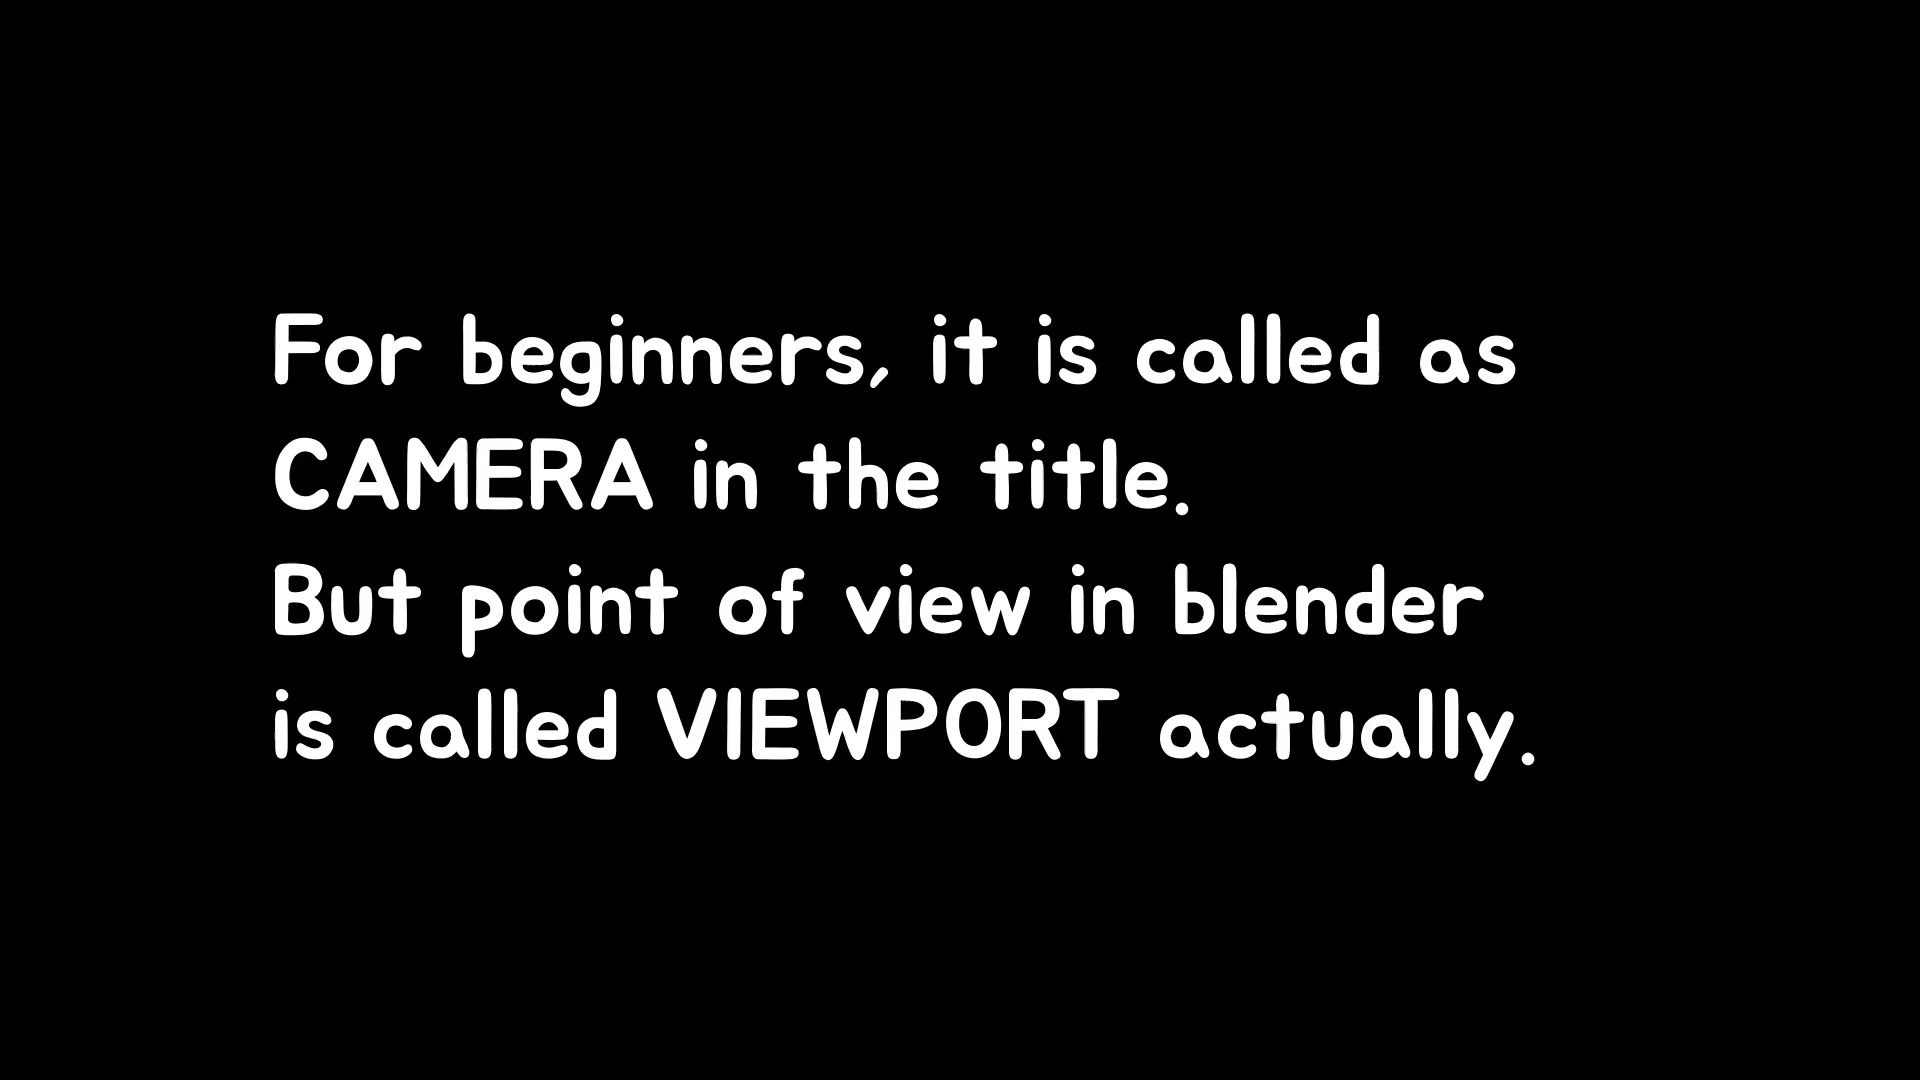 For beginners, it is called as
CAMERA in the title.
But point of view in blender
is called VIEWPORT actually.